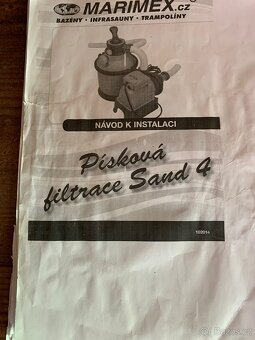 MARIMEX.cz
BAZÉNY • INFRASAUNY • TRAMPOLÍNY
NÁVOD K INSTALACI
Písková
filtrace Sand 4